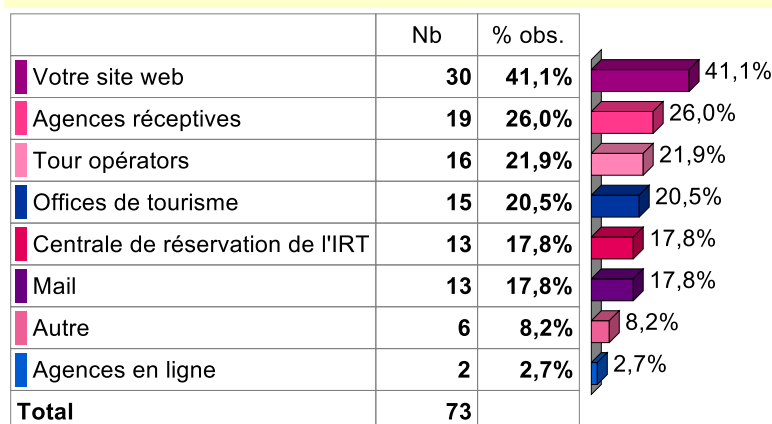 Nb % obs.
Votre site web 30 41,1% 41,1%
Agences réceptives 19 26,0% 26,0%
Tour opérators 16 21,9% 21,9%
Offices de tourisme 15 20,5% 20,5%
Centrale de réservation de l'IRT 13 17,8% 17,8%
Mail 13 17,8% 17,8%
Autre 6 8,2% 8,2%
Agences en ligne 2 2,7% 2,7%
Total 73